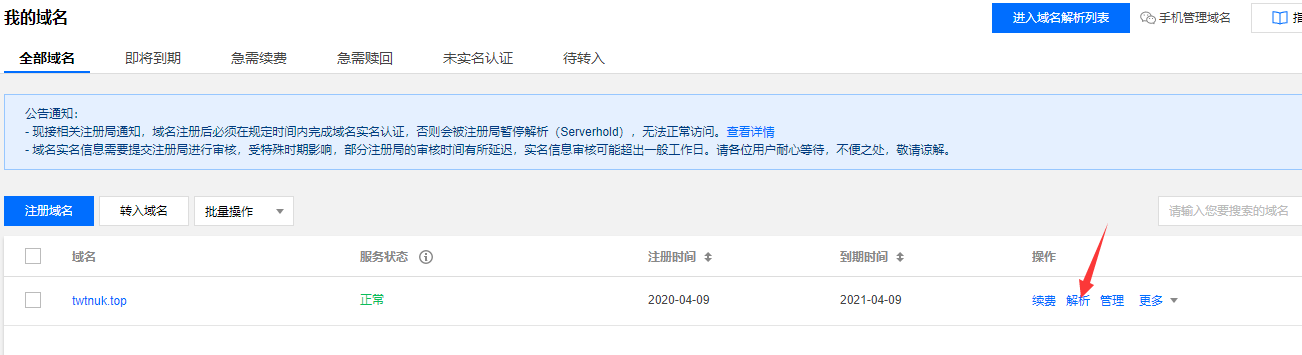 我的域名
进入域名解析列表 手机管理域名
全部域名 即将到期 急需续费 急需赎回 未实名认证 待转入
公告通知：
- 现接相关注册局通知，域名注册后必须在规定时间内完成域名实名认证，否则会被注册局暂停解析（Serverhold），无法正常访问。查看详情
- 域名实名信息需要提交注册局进行审核，受特殊时期影响，部分注册局的审核时间有所延迟，实名信息审核可能超出一般工作日。请各位用户耐心等待，不便之处，敬请谅解。
注册域名 转入域名 批量操作 请输入您要搜索的域名
域名 服务状态 注册时间 到期时间 操作
twtnuk.top 正常 2020-04-09 2021-04-09 续费 解析 管理 更多